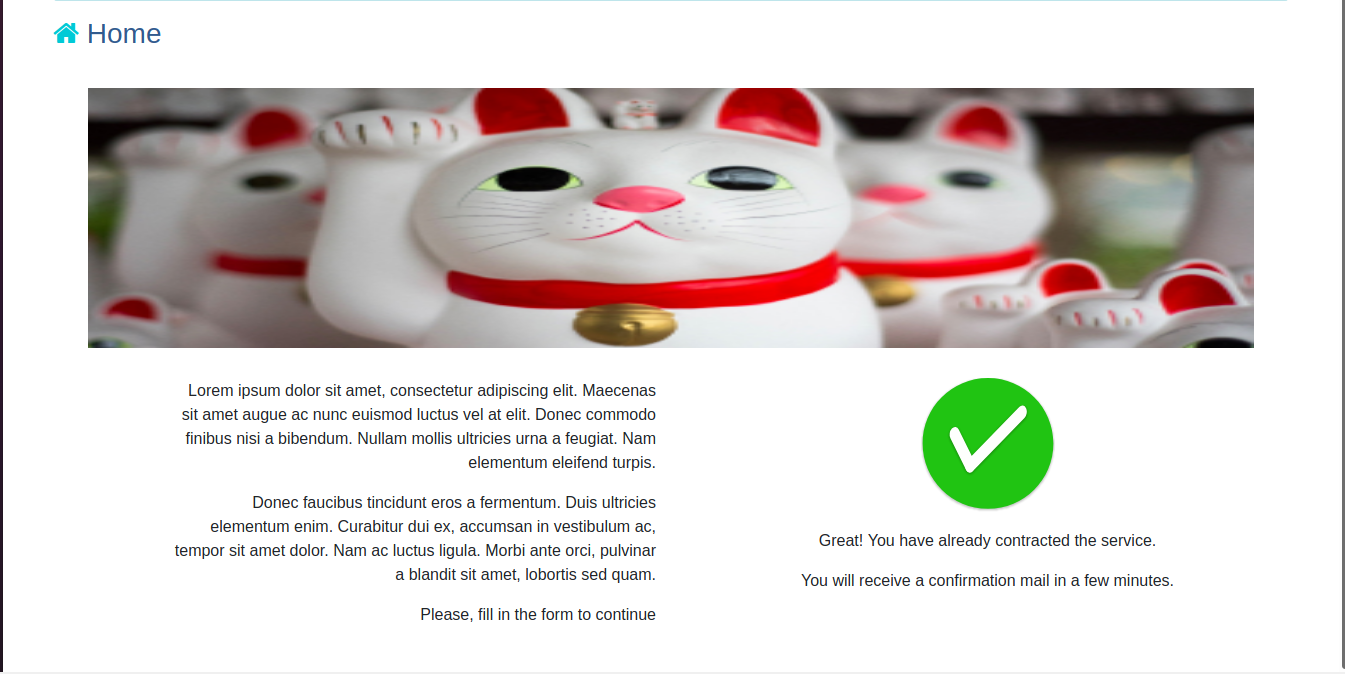 Home
Lorem ipsum dolor sit amet, consectetur adipiscing elit. Maecenas
sit amet augue ac nunc euismod luctus vel at elit. Donec commodo
finibus nisi a bibendum. Nullam mollis ultricies urna a feugiat. Nam
elementum eleifend turpis.
Donec faucibus tincidunt eros a fermentum. Duis ultricies
elementum enim. Curabitur dui ex, accumsan in vestibulum ac,
tempor sit amet dolor. Nam ac luctus ligula. Morbi ante orci, pulvinar
a blandit sit amet, lobortis sed quam.
Please, fill in the form to continue
Great! You have already contracted the service.
You will receive a confirmation mail in a few minutes.